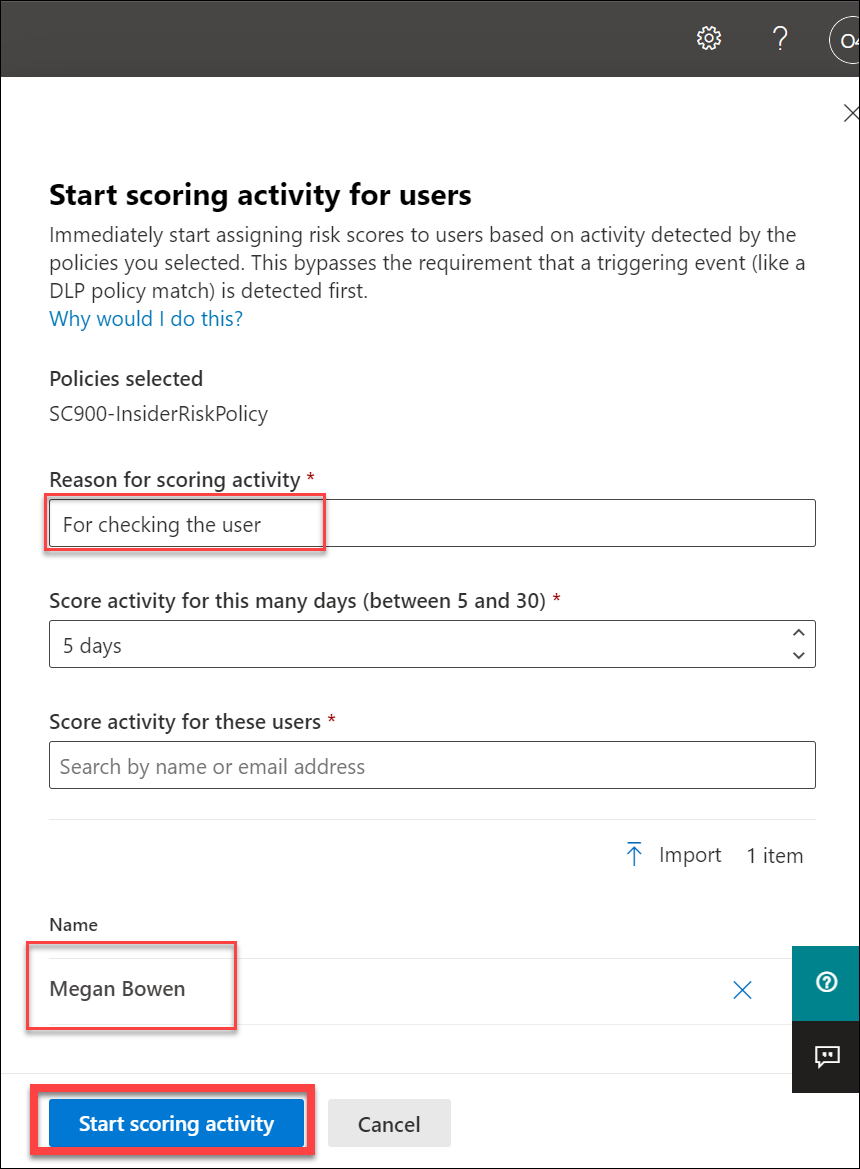 O4
Start scoring activity for users
Immediately start assigning risk scores to users based on activity detected by the
policies you selected. This bypasses the requirement that a triggering event (like a
DLP policy match) is detected first.
Why would I do this?
Policies selected
SC900-InsiderRiskPolicy
Reason for scoring activity *
For checking the user
Score activity for this many days (between 5 and 30) *
5 days
Score activity for these users *
Search by name or email address
Import 1 item
Name
Megan Bowen
Start scoring activity Cancel